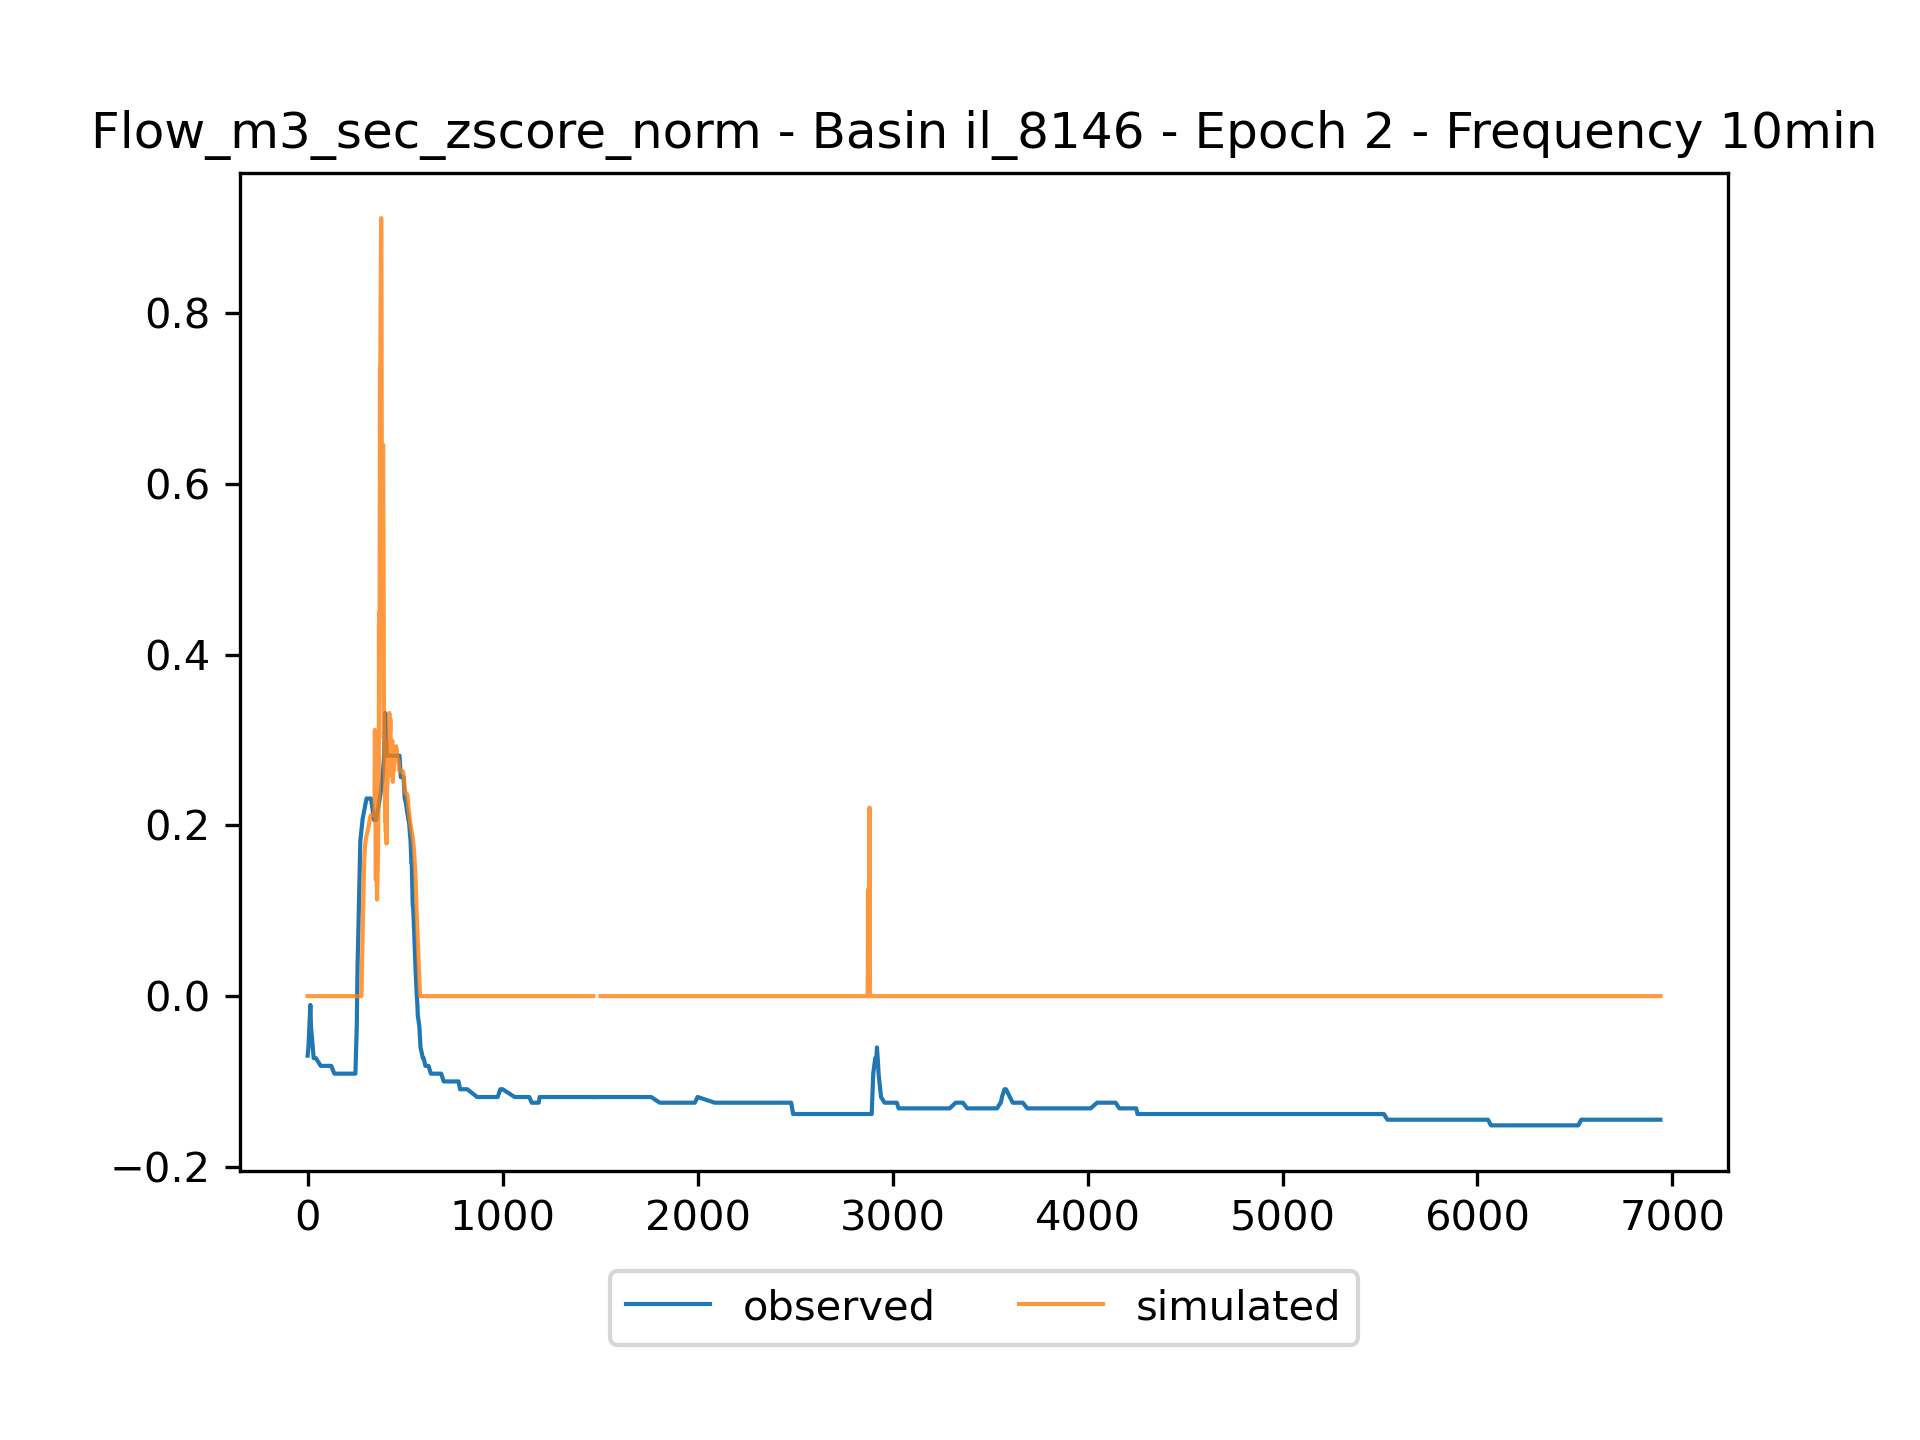 Flow_m3_sec_zscore_norm - Basin il_8146 - Epoch 2 - Frequency 10min
0.8
0.6
0.4
0.2
0.0
−0.2
0 1000 2000 3000 4000 5000 6000 7000
observed simulated